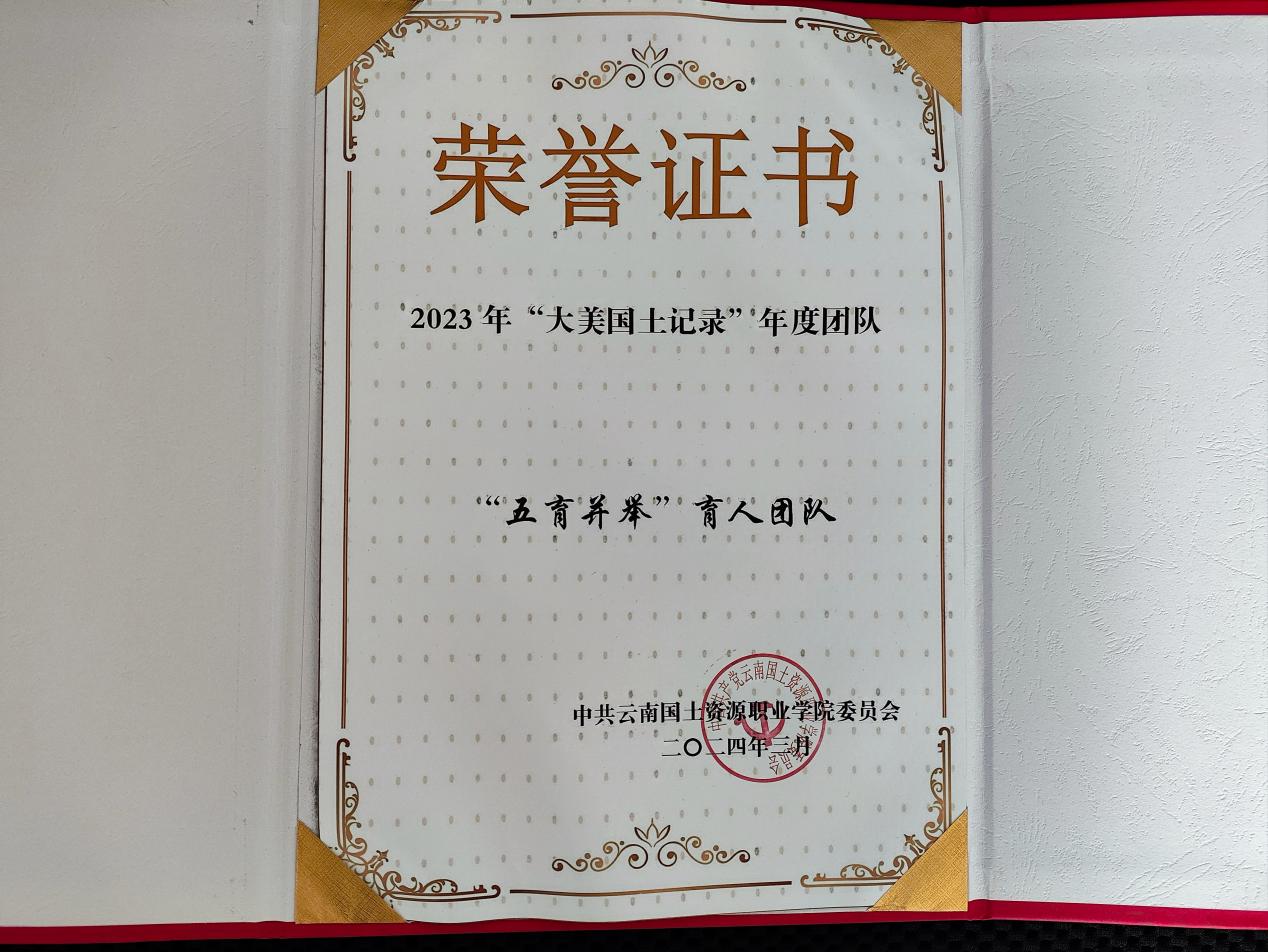 荣誉证书
2023年“大美国土记录”年度团队
“五育并举”育人团队
中共云南国土资源职业学院委员会
二〇二四年三月